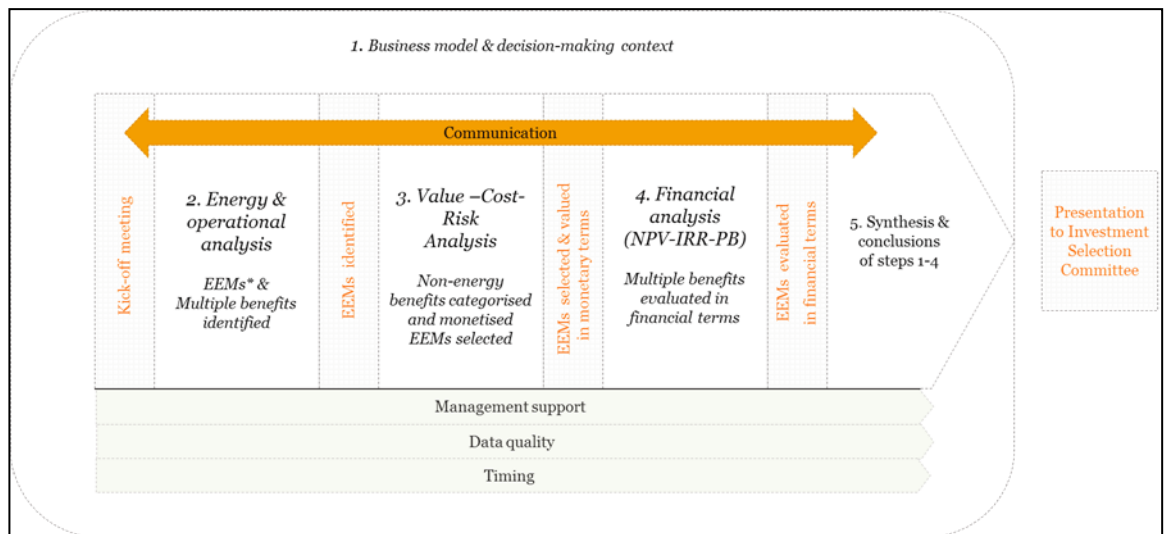 1. Business model & decision-making context
Communication
Kick-off meeting
2. Energy &
operational
analysis
EEMs* &
Multiple benefits
identified
EEMs identified
3. Value –Cost-
Risk
Analysis
Non-energy
benefits categorised
and monetised
EEMs selected
EEMs selected & valued
in monetary terms
4. Financial
analysis
(NPV-IRR-PB)
Multiple benefits
evaluated in
financial terms
EEMs evaluated
in financial terms
5. Synthesis &
conclusions
of steps 1-4
Presentation
to Investment
Selection
Committee
Management support
Data quality
Timing